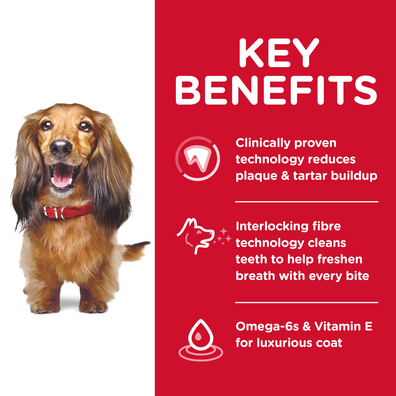 KEY
BENEFITS
Clinically proven
technology reduces
plaque & tartar buildup
Interlocking fibre
technology cleans
teeth to help freshen
breath with every bite
Omega-6s & Vitamin E
for luxurious coat